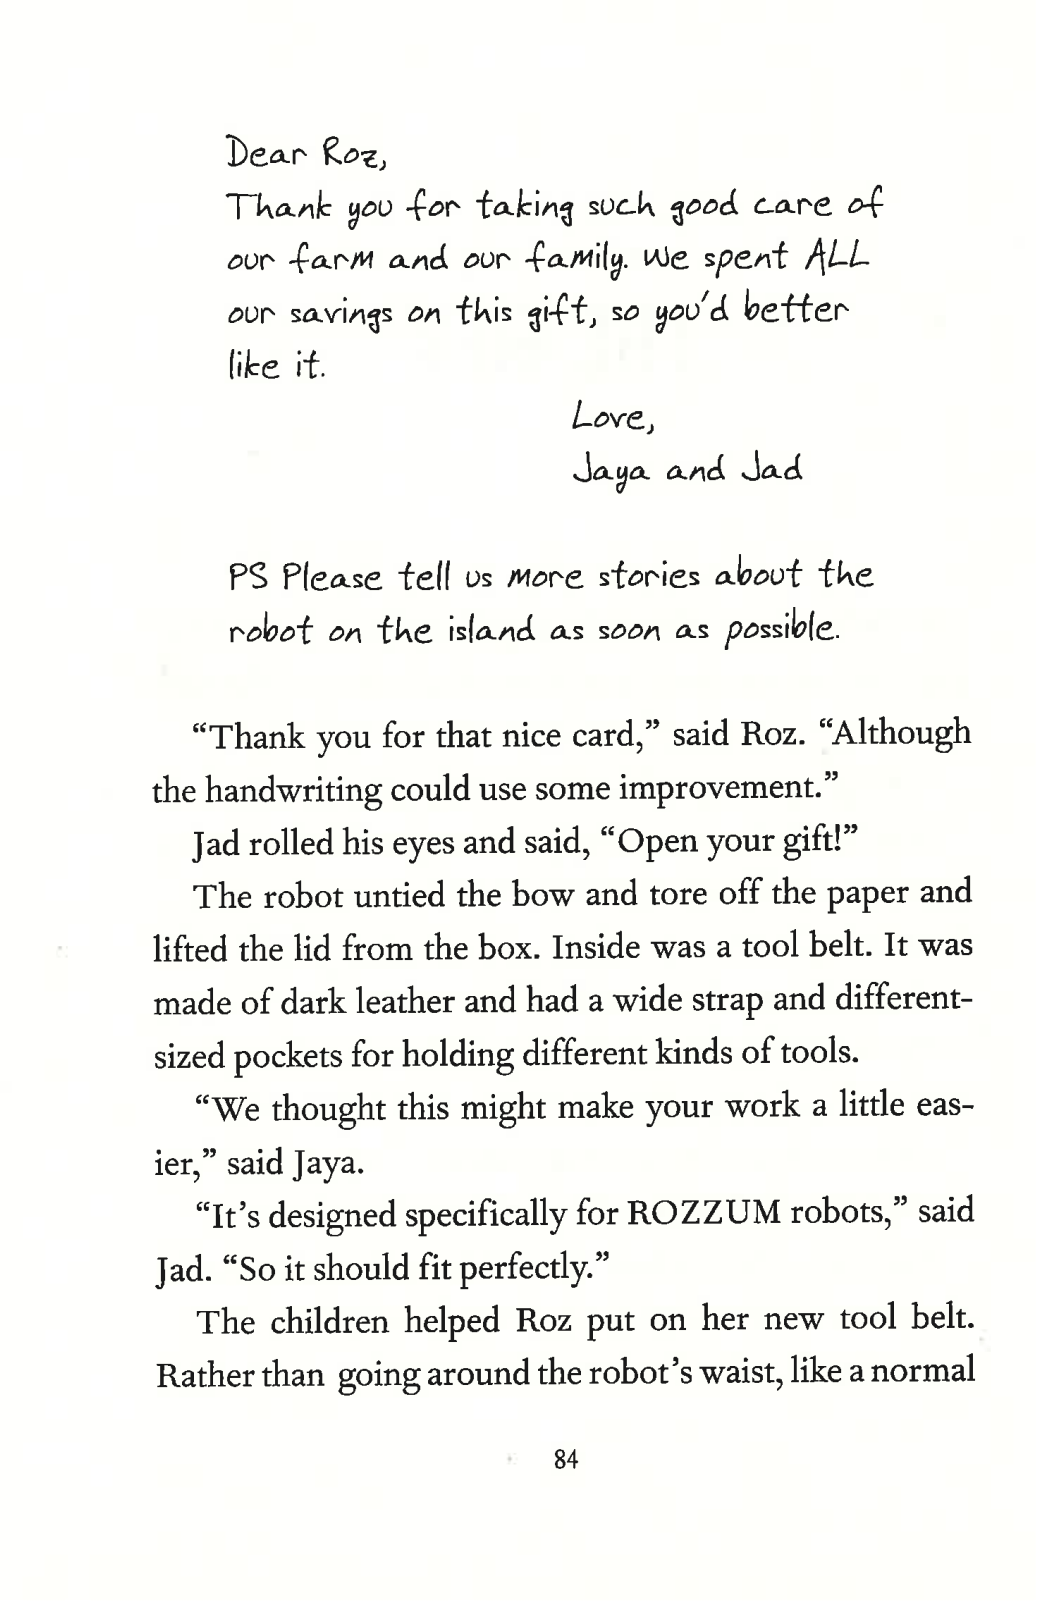 Dear Roz,
Thank you for taking such good care of
our farm and our family. We spent ALL
our savings on this gift, so you'd better
like it.
Love,
Jaya and Jad
PS Please tell us more stories about the
robot on the island as soon as possible.
“Thank you for that nice card,” said Roz. “Although
the handwriting could use some improvement.”
Jad rolled his eyes and said, “Open your gift!”
The robot untied the bow and tore off the paper and
lifted the lid from the box. Inside was a tool belt. It was
made of dark leather and had a wide strap and different-
sized pockets for holding different kinds of tools.
“We thought this might make your work a little eas-
ier,” said Jaya.
“It’s designed specifically for ROZZUM robots,” said
Jad. “So it should fit perfectly.”
The children helped Roz put on her new tool belt.
Rather than going around the robot’s waist, like a normal
84